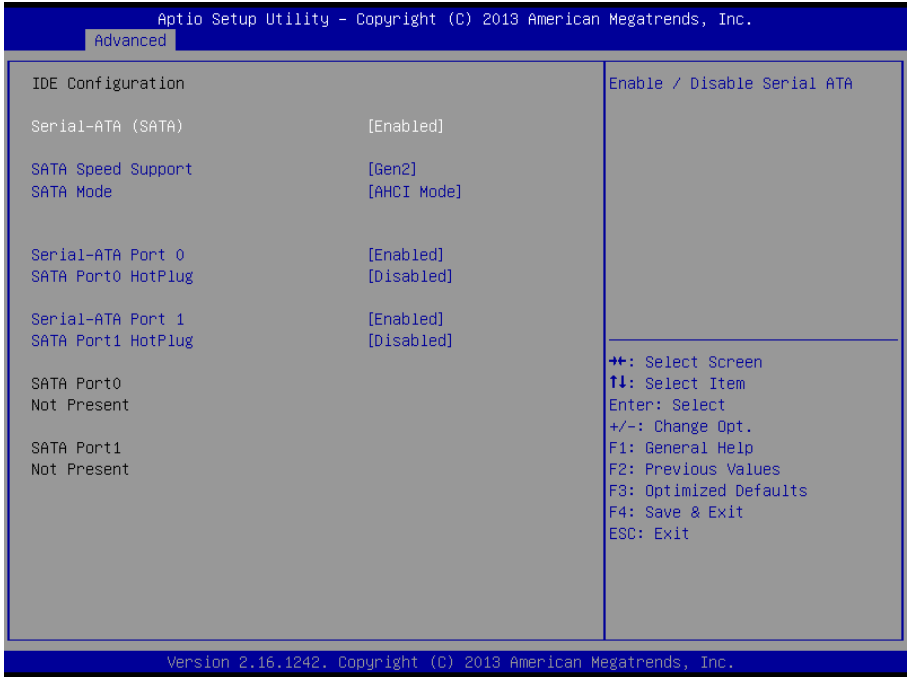 Aptio Setup Utility – Copyright (C) 2013 American Megatrends, Inc.
Advanced
IDE Configuration
Serial-ATA (SATA) [Enabled]
SATA Speed Support [Gen2]
SATA Mode [AHCI Mode]
Serial-ATA Port 0 [Enabled]
SATA Port0 HotPlug [Disabled]
Serial-ATA Port 1 [Enabled]
SATA Port1 HotPlug [Disabled]
SATA Port0
Not Present
SATA Port1
Not Present
Enable / Disable Serial ATA
→←: Select Screen
↑↓: Select Item
Enter: Select
+/-: Change Opt.
F1: General Help
F2: Previous Values
F3: Optimized Defaults
F4: Save & Exit
ESC: Exit
Version 2.16.1242. Copyright (C) 2013 American Megatrends, Inc.